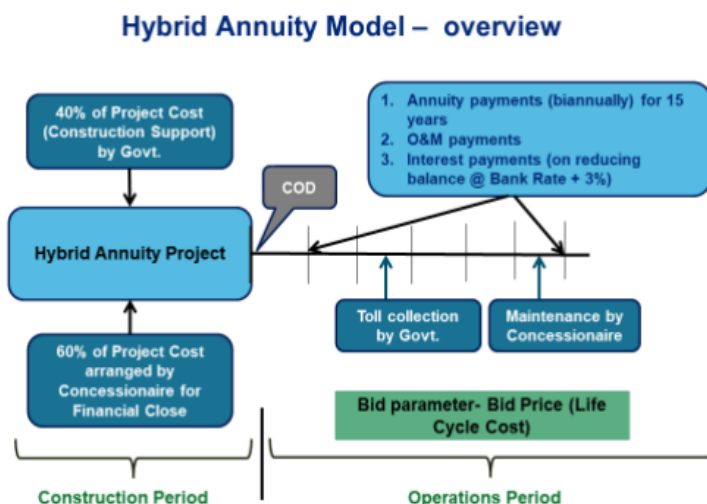 Hybrid Annuity Model – overview
40% of Project Cost
(Construction Support)
by Govt.
1. Annuity payments (biannually) for 15
years
2. O&M payments
3. Interest payments (on reducing
balance @ Bank Rate + 3%)
COD
Hybrid Annuity Project
Toll collection
by Govt.
Maintenance by
Concessionaire
60% of Project Cost
arranged by
Concessionaire for
Financial Close
Bid parameter- Bid Price (Life
Cycle Cost)
Construction Period
Operations Period